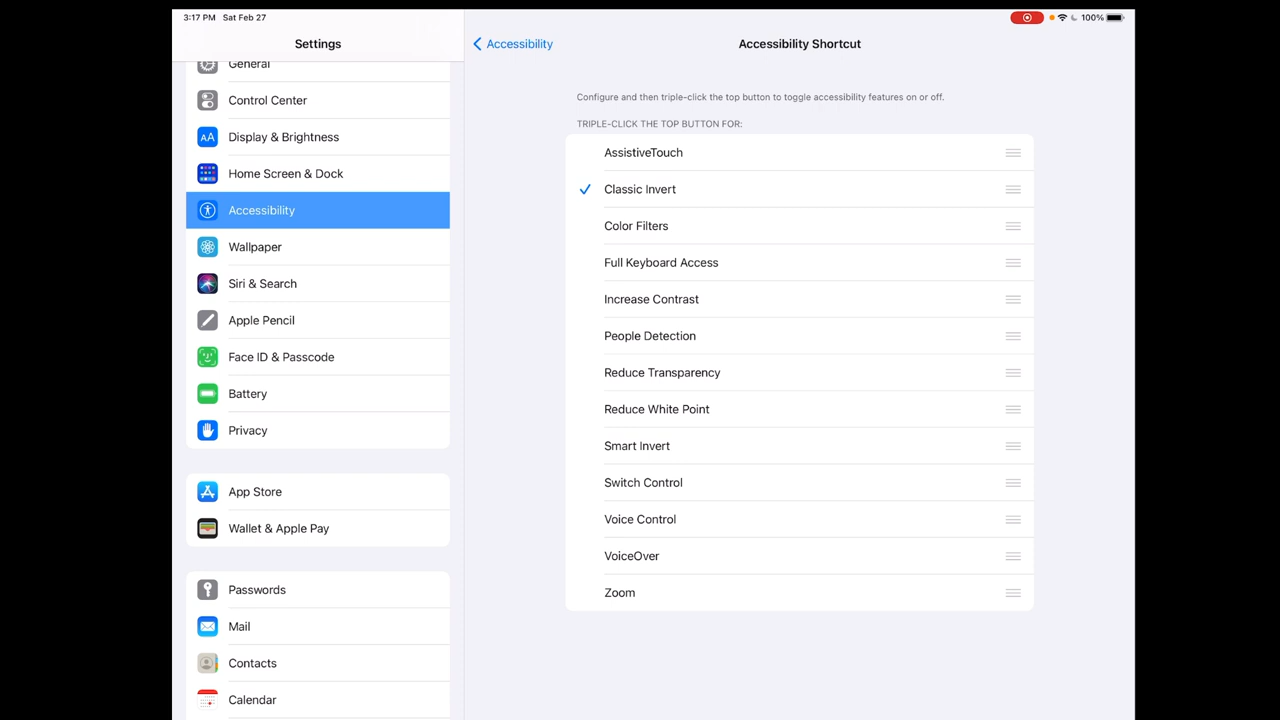 3:17 PM Sat Feb 27
100%
Settings
General
Control Center
AA
Display & Brightness
Home Screen & Dock
Accessibility
Wallpaper
Siri & Search
Apple Pencil
Face ID & Passcode
Battery
Privacy
App Store
Wallet & Apple Pay
Passwords
Mail
Contacts
Calendar
Accessibility
Accessibility Shortcut
Configure and then triple-click the top button to toggle accessibility features on or off.
TRIPLE-CLICK THE TOP BUTTON FOR:
AssistiveTouch
Classic Invert
Color Filters
Full Keyboard Access
Increase Contrast
People Detection
Reduce Transparency
Reduce White Point
Smart Invert
Switch Control
Voice Control
VoiceOver
Zoom